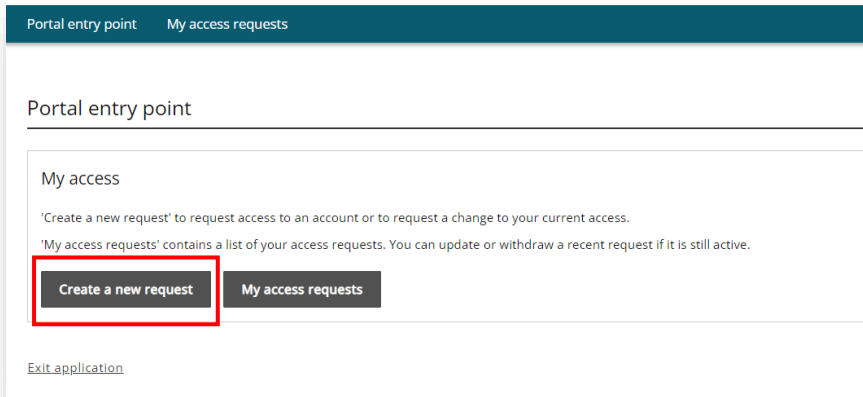 Portal entry point My access requests
Portal entry point
My access
'Create a new request' to request access to an account or to request a change to your current access.
'My access requests' contains a list of your access requests. You can update or withdraw a recent request if it is still active.
Create a new request My access requests
Exit application